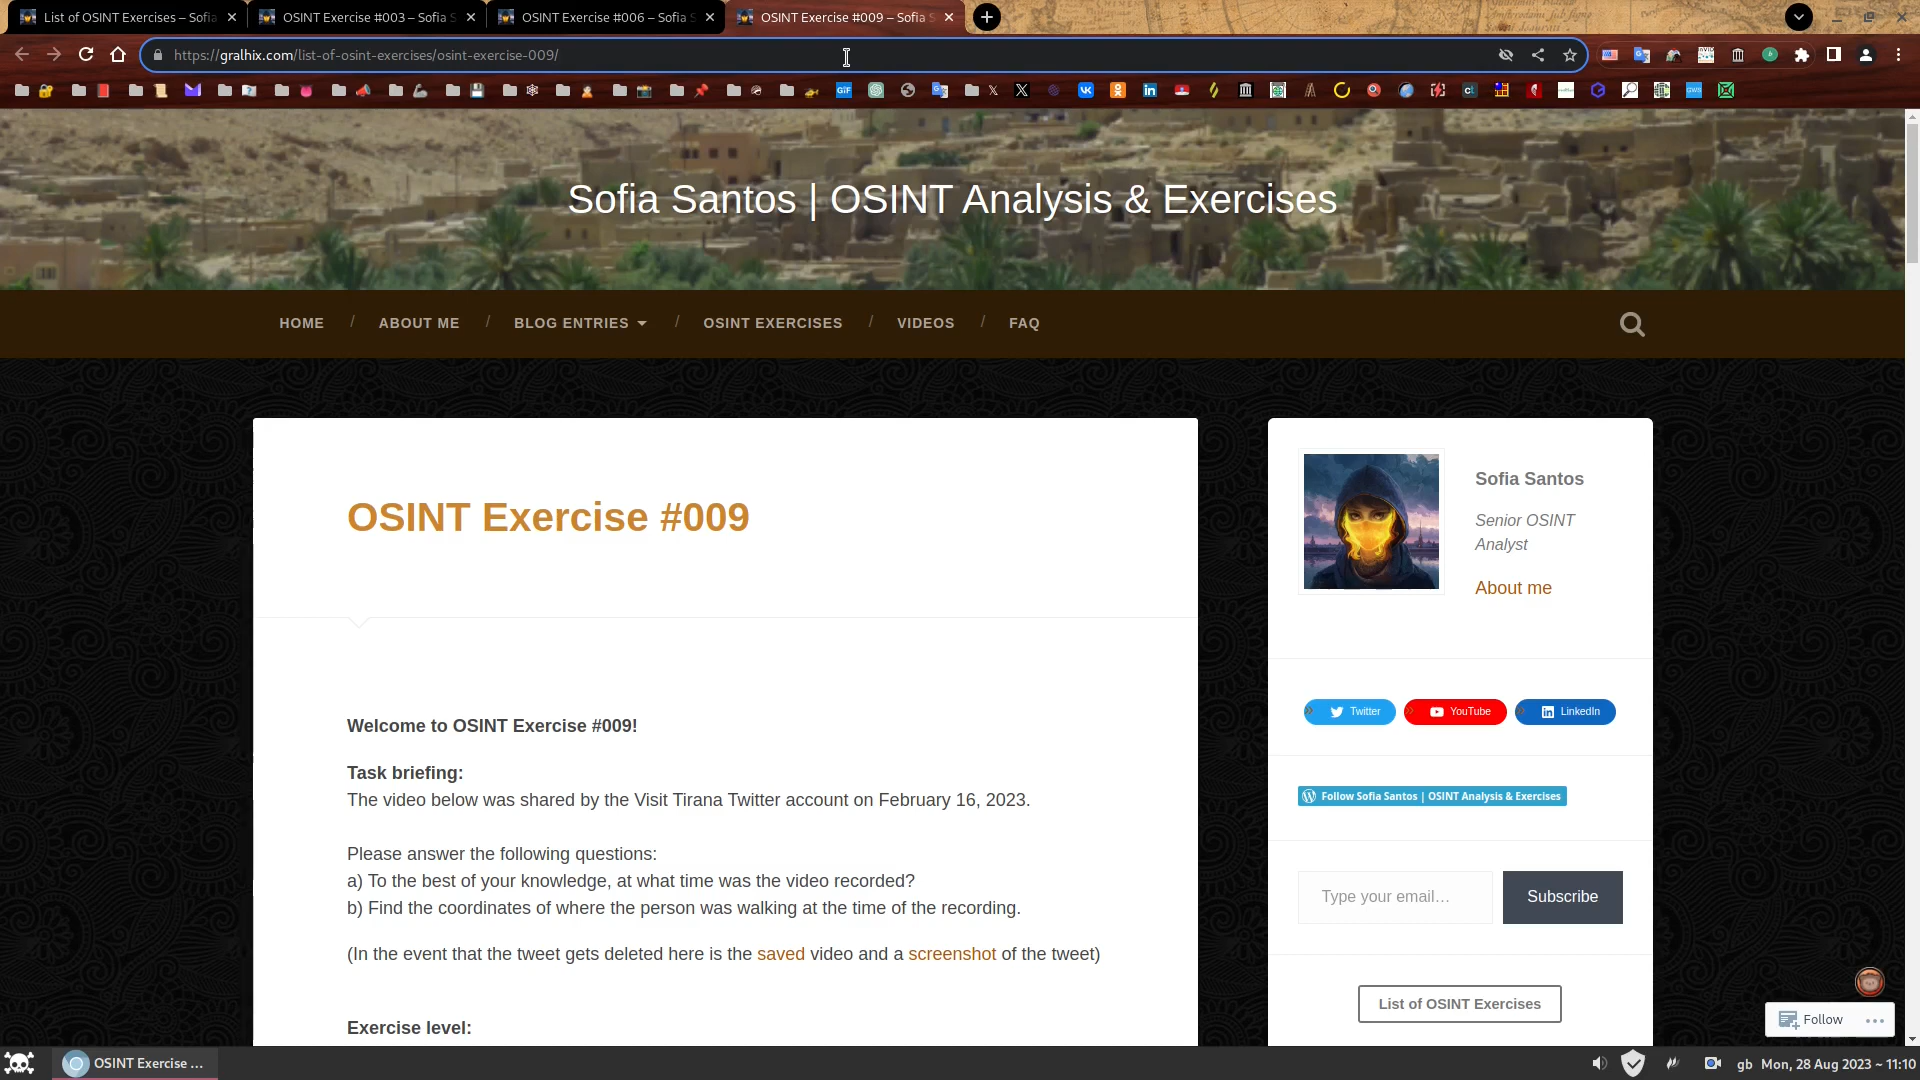 List of OSINT Exercises – Sofia
OSINT Exercise #003 – Sofia S
OSINT Exercise #006 – Sofia S
OSINT Exercise #009 – Sofia S
https://gralhix.com/list-of-osint-exercises/osint-exercise-009/
Sofia Santos | OSINT Analysis & Exercises
HOME / ABOUT ME / BLOG ENTRIES / OSINT EXERCISES / VIDEOS / FAQ
OSINT Exercise #009
Welcome to OSINT Exercise #009!
Task briefing:
The video below was shared by the Visit Tirana Twitter account on February 16, 2023.
Please answer the following questions:
a) To the best of your knowledge, at what time was the video recorded?
b) Find the coordinates of where the person was walking at the time of the recording.
(In the event that the tweet gets deleted here is the saved video and a screenshot of the tweet)
Exercise level:
Sofia Santos
Senior OSINT
Analyst
About me
Twitter
YouTube
LinkedIn
Follow Sofia Santos | OSINT Analysis & Exercises
Type your email…
Subscribe
List of OSINT Exercises
Follow
OSINT Exercise ...
gb Mon, 28 Aug 2023 ~ 11:10